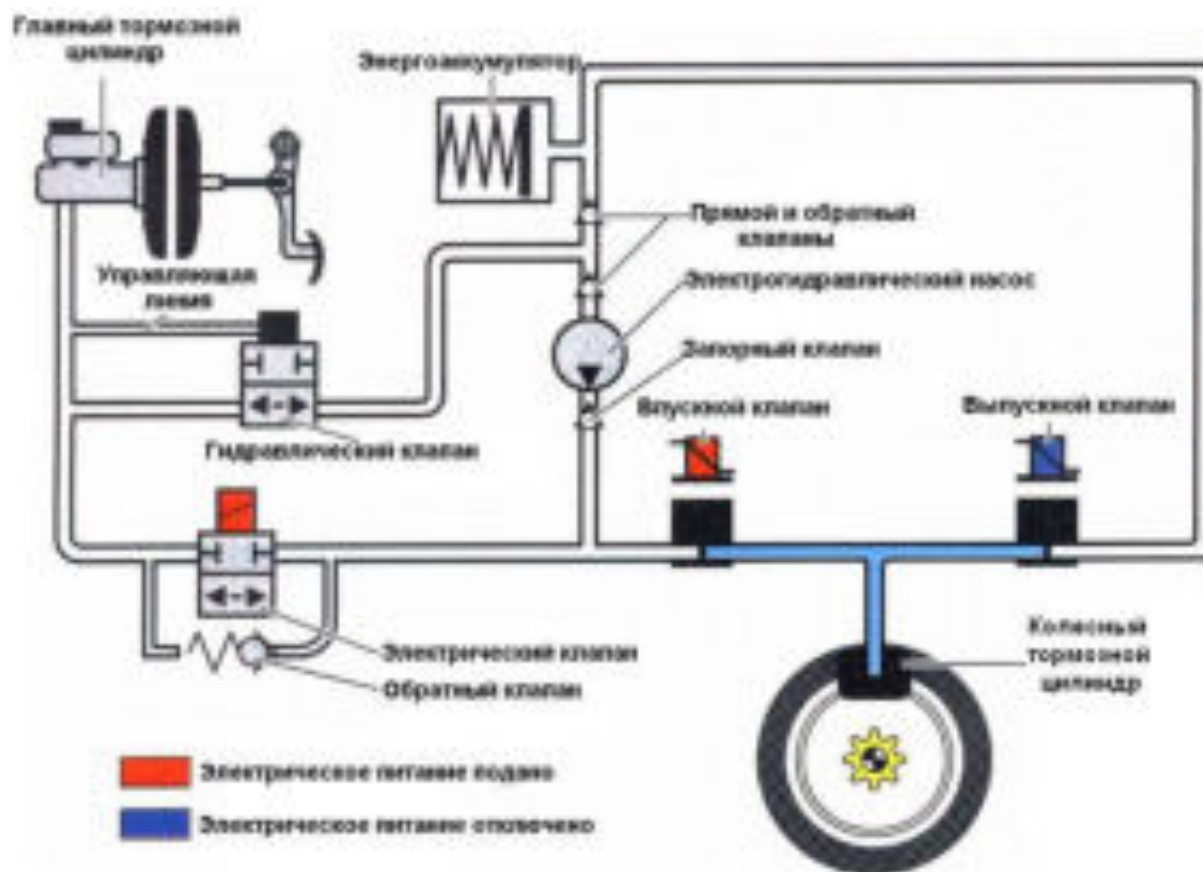 Главный тормозной
цилиндр
Энергоаккумулятор
Прямой и обратный
клапаны
Управляющая
линия
Электрогидравлический насос
Запорный клапан
Впускной клапан
Выпускной клапан
Гидравлический клапан
Колесный
тормозной
цилиндр
Электрический клапан
Обратный клапан
Электрическое питание подано
Электрическое питание отключено